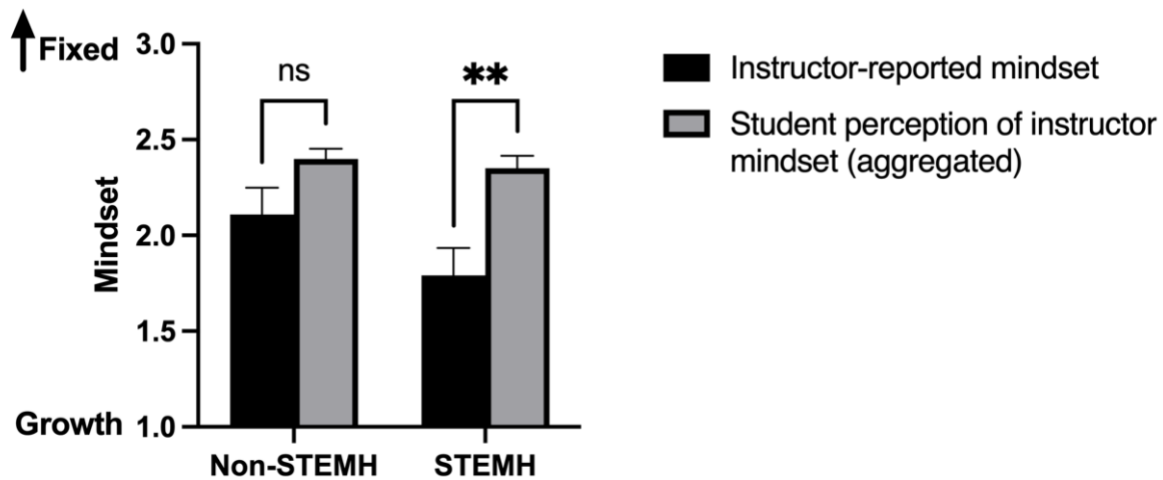 Fixed
3.0
2.5
2.0
1.5
1.0
Growth
Mindset
ns
**
Non-STEMH
STEMH
Instructor-reported mindset
Student perception of instructor
mindset (aggregated)